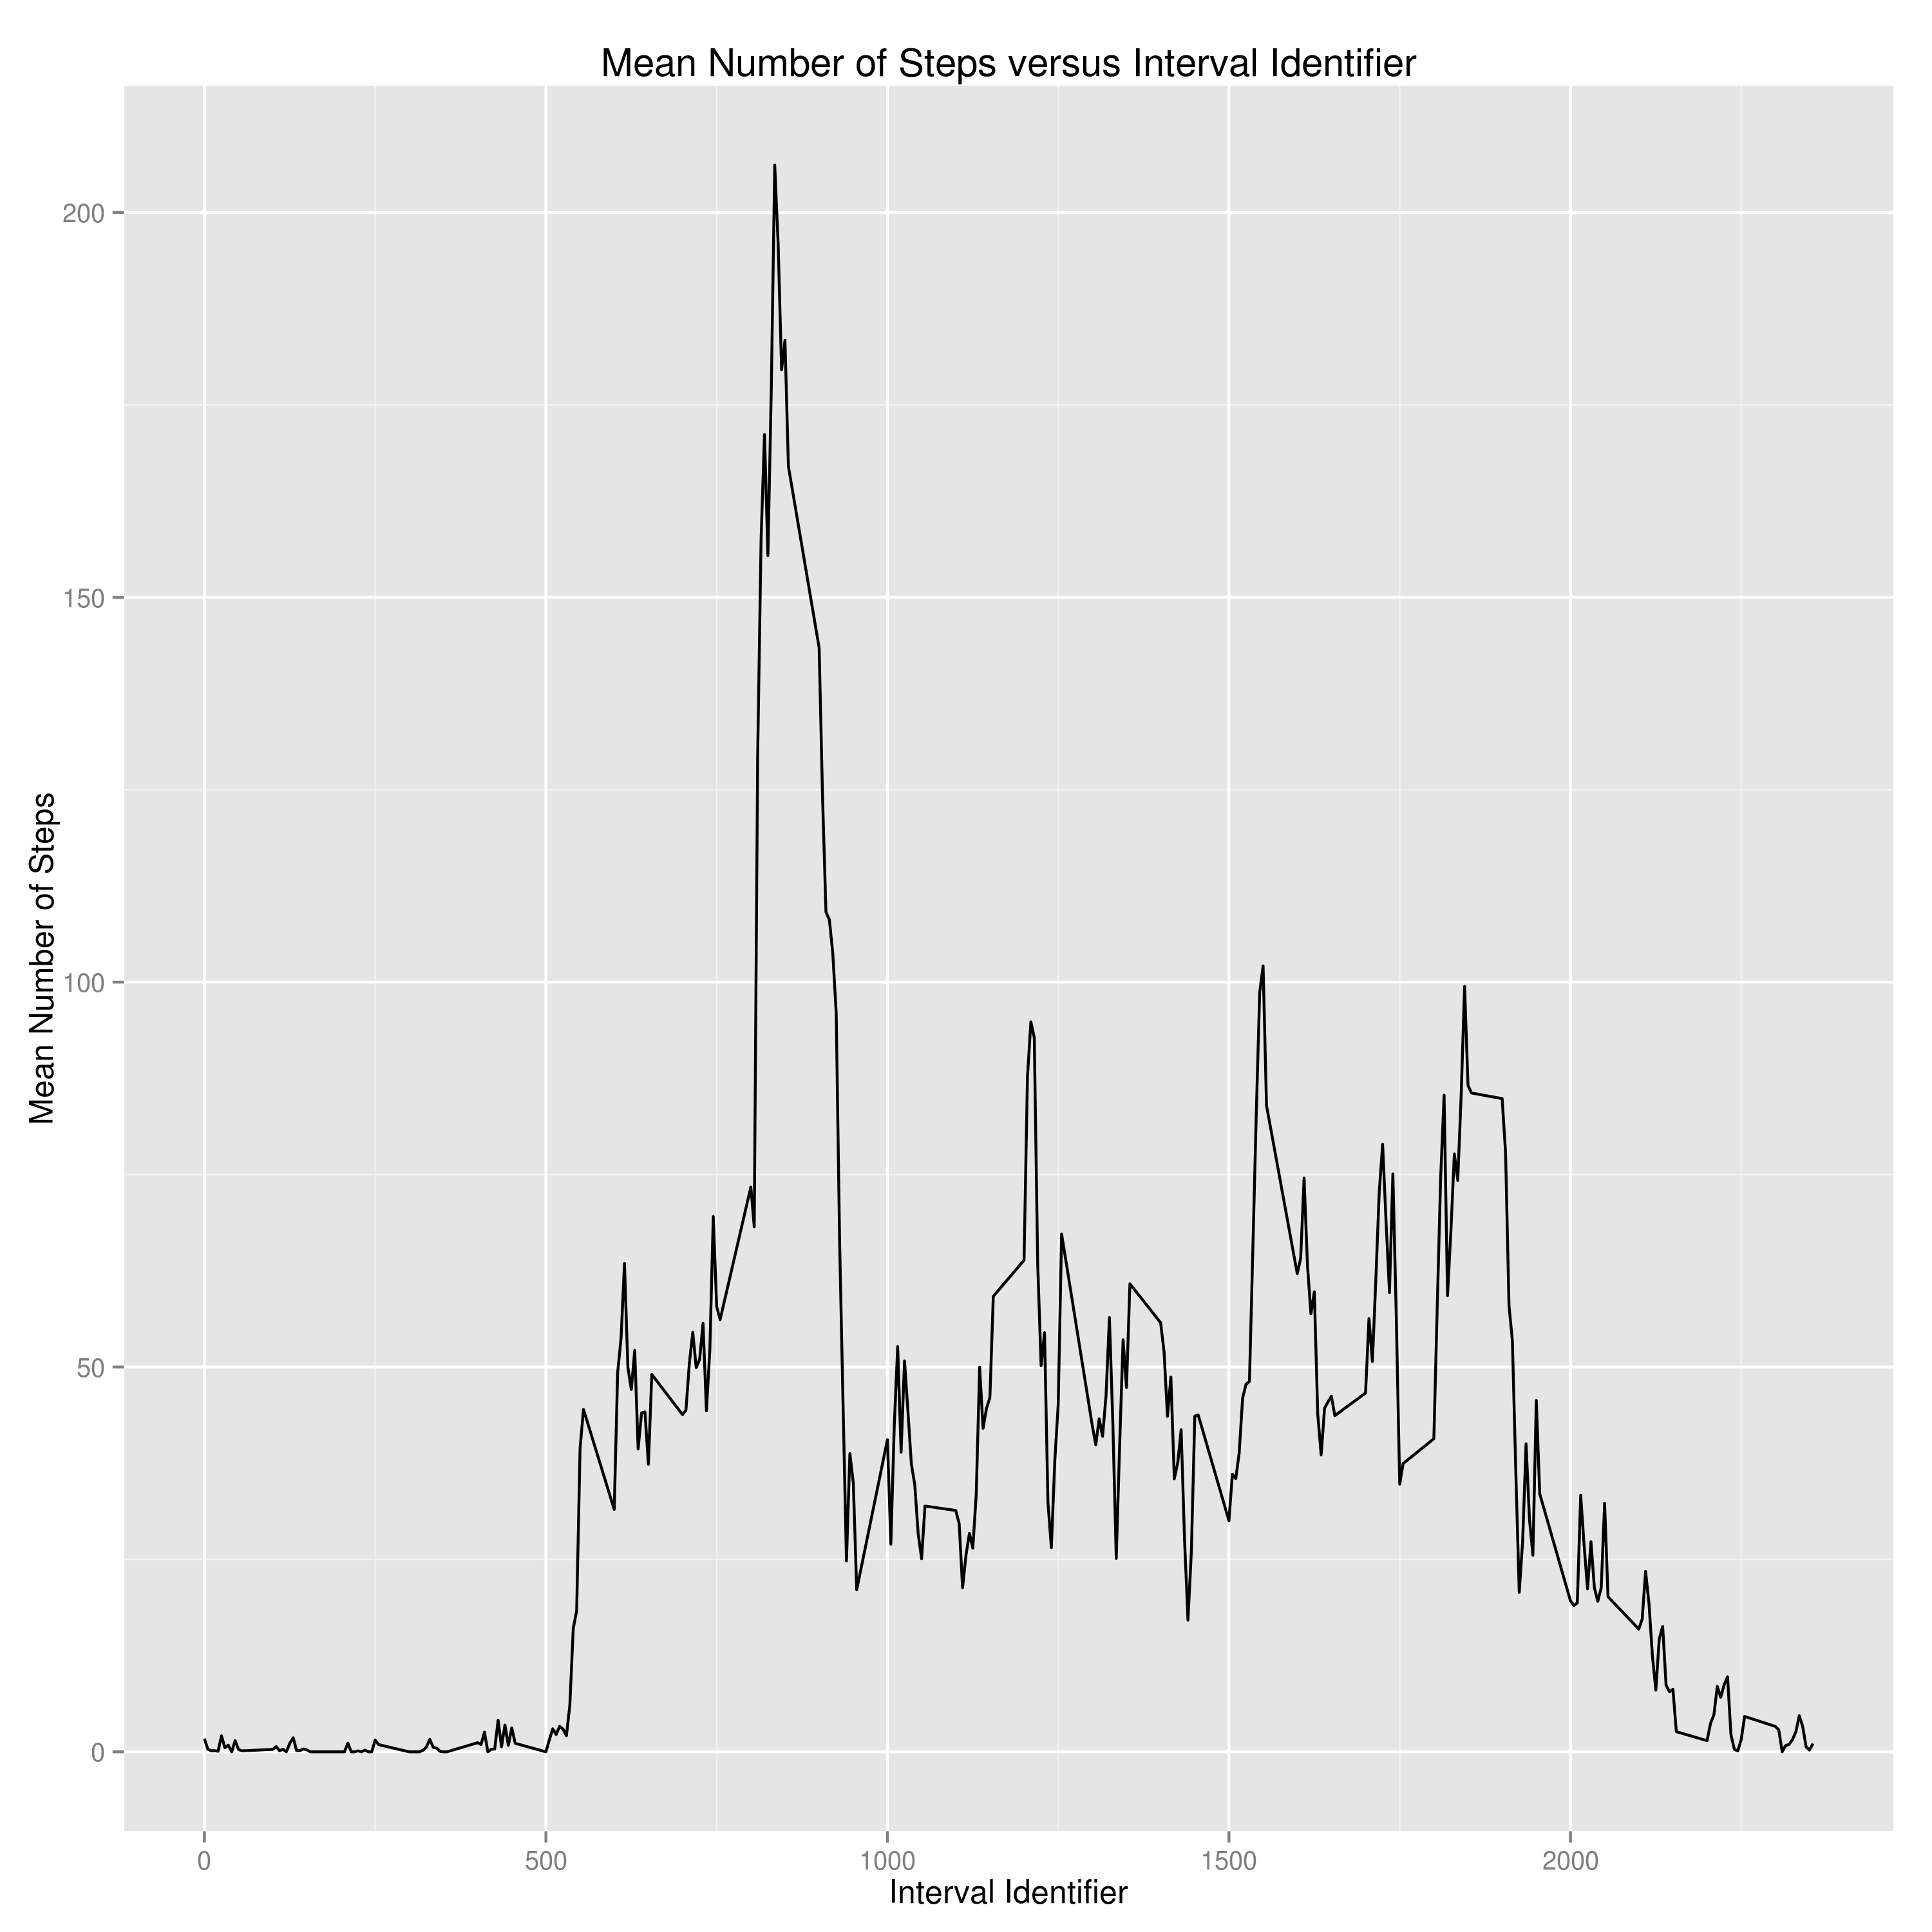 Mean Number of Steps versus Interval Identifier
Mean Number of Steps
200
150
100
50
0
0 500 1000 1500 2000
Interval Identifier